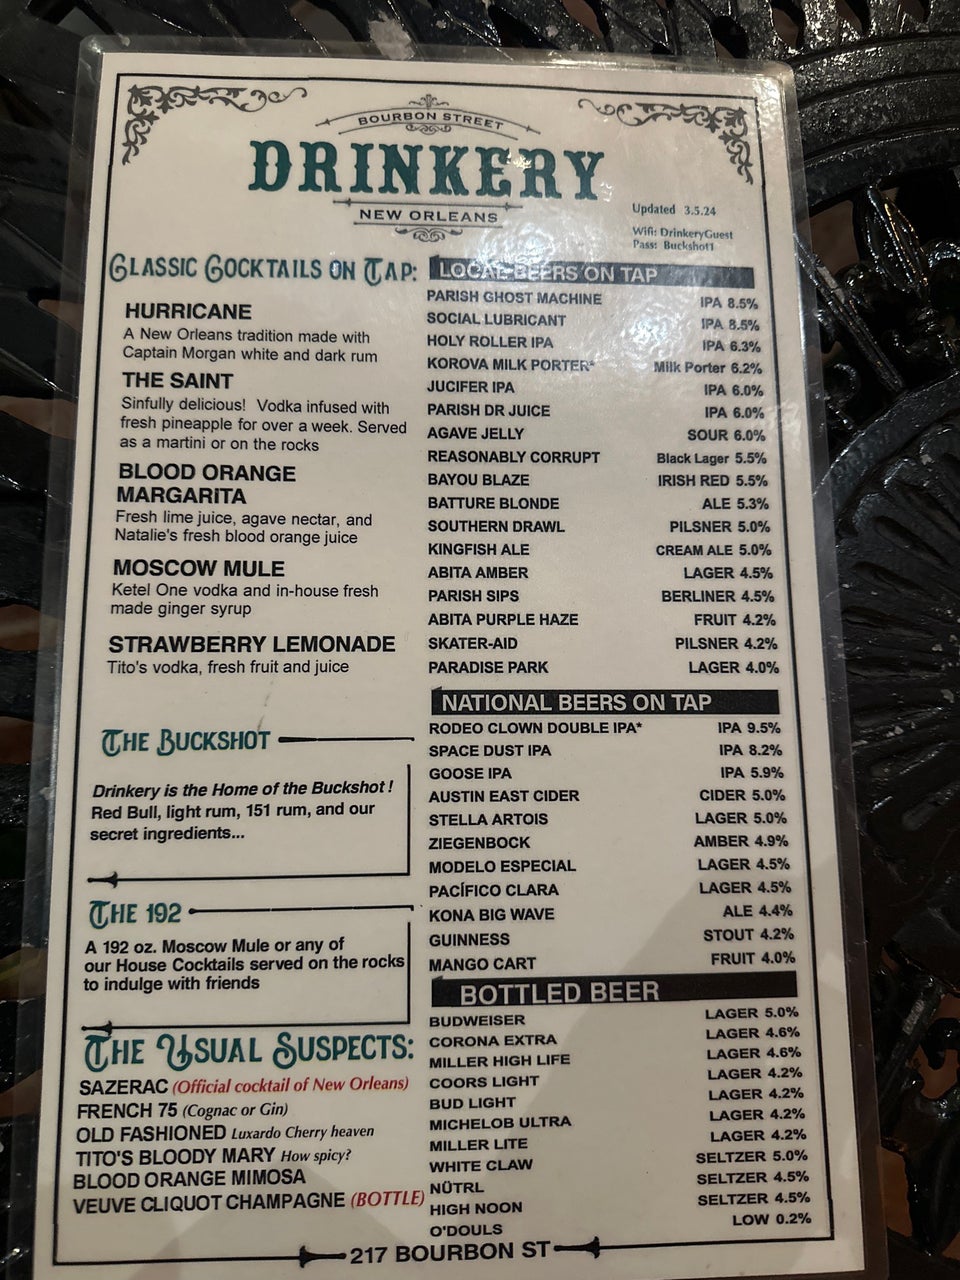 BOURBON STREET
DRINKERY
NEW ORLEANS
Updated 3.5.24
Wifi: DrinkeryGuest
Pass: Buckshot1
CLASSIC COCKTAILS ON TAP:
HURRICANE
A New Orleans tradition made with
Captain Morgan white and dark rum
THE SAINT
Sinfully delicious! Vodka infused with
fresh pineapple for over a week. Served
as a martini or on the rocks
BLOOD ORANGE
MARGARITA
Fresh lime juice, agave nectar, and
Natalie's fresh blood orange juice
MOSCOW MULE
Ketel One vodka and in-house fresh
made ginger syrup
STRAWBERRY LEMONADE
Tito's vodka, fresh fruit and juice
THE BUCKSHOT
Drinkery is the Home of the Buckshot!
Red Bull, light rum, 151 rum, and our
secret ingredients...
THE 192
A 192 oz. Moscow Mule or any of
our House Cocktails served on the rocks
to indulge with friends
THE USUAL SUSPECTS:
SAZERAC (Official cocktail of New Orleans)
FRENCH 75 (Cognac or Gin)
OLD FASHIONED Luxardo Cherry heaven
TITO'S BLOODY MARY How spicy?
BLOOD ORANGE MIMOSA
VEUVE CLIQUOT CHAMPAGNE (BOTTLE)
LOCAL BEERS ON TAP
PARISH GHOST MACHINE IPA 8.5%
SOCIAL LUBRICANT IPA 8.5%
HOLY ROLLER IPA IPA 6.3%
KOROVA MILK PORTER* Milk Porter 6.2%
JUCIFER IPA IPA 6.0%
PARISH DR JUICE IPA 6.0%
AGAVE JELLY SOUR 6.0%
REASONABLY CORRUPT Black Lager 5.5%
BAYOU BLAZE IRISH RED 5.5%
BATTURE BLONDE ALE 5.3%
SOUTHERN DRAWL PILSNER 5.0%
KINGFISH ALE CREAM ALE 5.0%
ABITA AMBER LAGER 4.5%
PARISH SIPS BERLINER 4.5%
ABITA PURPLE HAZE FRUIT 4.2%
SKATER-AID PILSNER 4.2%
PARADISE PARK LAGER 4.0%
NATIONAL BEERS ON TAP
RODEO CLOWN DOUBLE IPA* IPA 9.5%
SPACE DUST IPA IPA 8.2%
GOOSE IPA IPA 5.9%
AUSTIN EAST CIDER CIDER 5.0%
STELLA ARTOIS LAGER 5.0%
ZIEGENBOCK AMBER 4.9%
MODELO ESPECIAL LAGER 4.5%
PACÍFICO CLARA LAGER 4.5%
KONA BIG WAVE ALE 4.4%
GUINNESS STOUT 4.2%
MANGO CART FRUIT 4.0%
BOTTLED BEER
BUDWEISER LAGER 5.0%
CORONA EXTRA LAGER 4.6%
MILLER HIGH LIFE LAGER 4.6%
COORS LIGHT LAGER 4.2%
BUD LIGHT LAGER 4.2%
MICHELOB ULTRA LAGER 4.2%
MILLER LITE LAGER 4.2%
WHITE CLAW SELTZER 5.0%
NÜTRL SELTZER 4.5%
HIGH NOON SELTZER 4.5%
O'DOULS LOW 0.2%
217 BOURBON ST